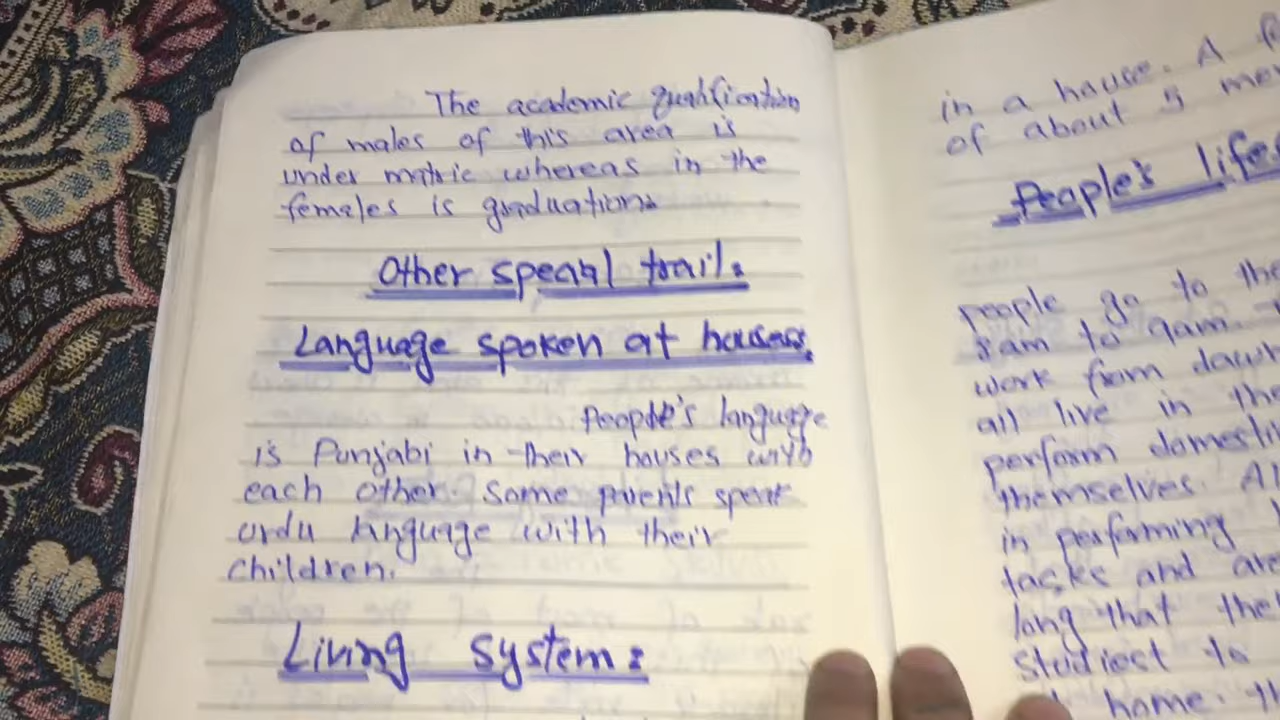 The academic qualification
of males of this area is
under matric whereas in the
females is graduation.
Other special trail:
Language spoken at houses.
People's language
is Punjabi in their houses with
each other. Some parents speak
urdu language with their
children.
Living system:
in a house. A
of about 5
People's life
people go to the
8am to 9am.
work from dawn
all live in the
perform domestic
themselves.
in performing
tasks and are
long that the
studiest to
home.